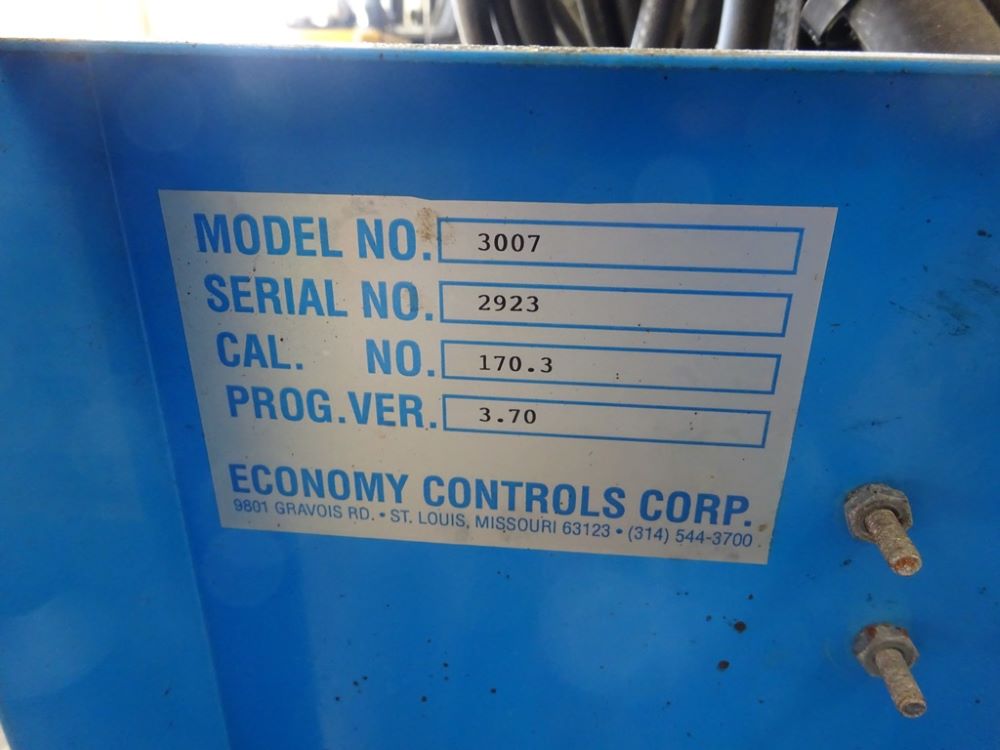 MODEL NO. 3007
SERIAL NO. 2923
CAL. NO. 170.3
PROG.VER. 3.70
ECONOMY CONTROLS CORP.
9801 GRAVOIS RD. • ST. LOUIS, MISSOURI 63123 • (314) 544-3700